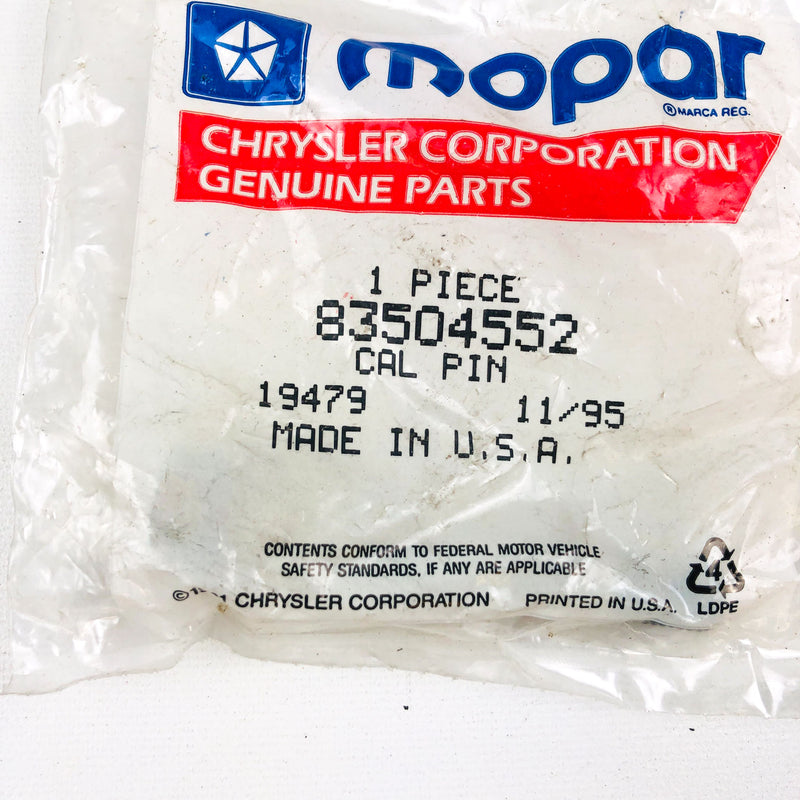 mopar
® MARCA REG.
CHRYSLER CORPORATION
GENUINE PARTS
1 PIECE
83504552
CAL PIN
19479 11/95
MADE IN U.S.A.
CONTENTS CONFORM TO FEDERAL MOTOR VEHICLE
SAFETY STANDARDS, IF ANY ARE APPLICABLE
© CHRYSLER CORPORATION PRINTED IN U.S.A.
4
LDPE